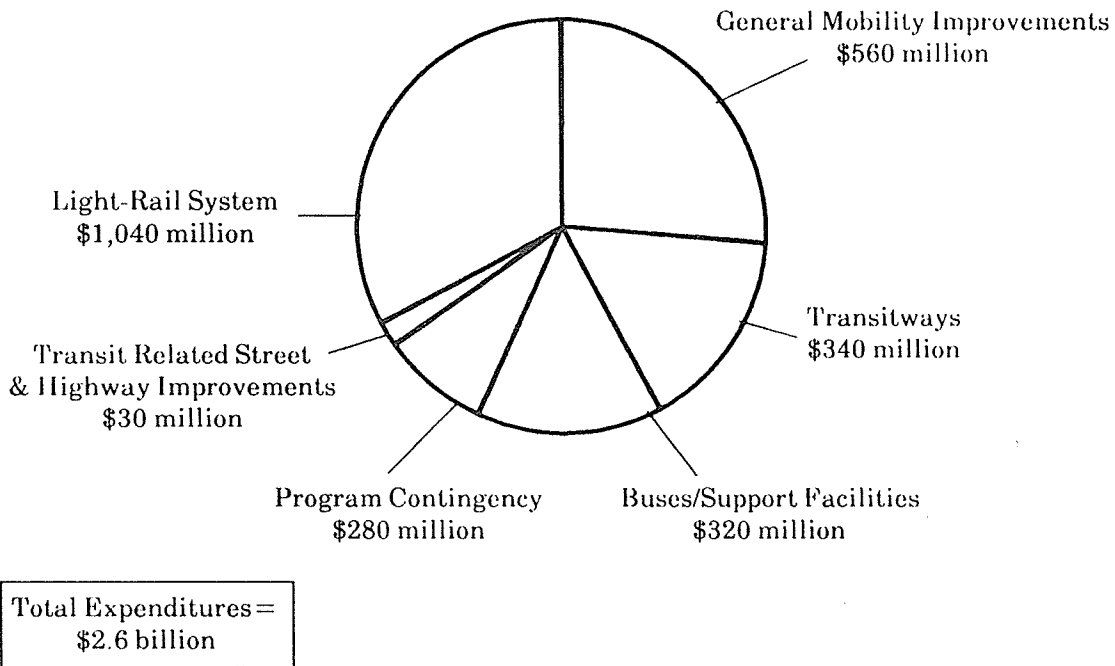 General Mobility Improvements
$560 million
Light-Rail System
$1,040 million
Transitways
$340 million
Transit Related Street
& Highway Improvements
$30 million
Program Contingency
$280 million
Buses/Support Facilities
$320 million
Total Expenditures=
$2.6 billion